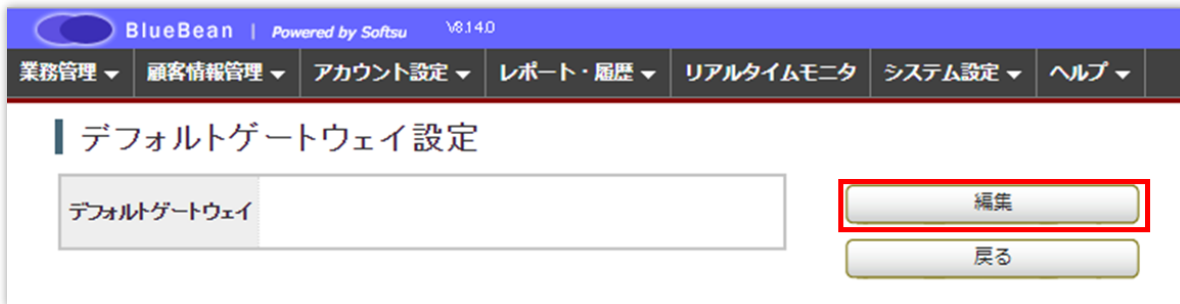 BlueBean | Powered by Softsu V8.14.0
業務管理 ▼ 顧客情報管理 ▼ アカウント設定 ▼ レポート・履歴 ▼ リアルタイムモニタ システム設定 ▼ ヘルプ ▼
デフォルトゲートウェイ設定
デフォルトゲートウェイ
編集
戻る